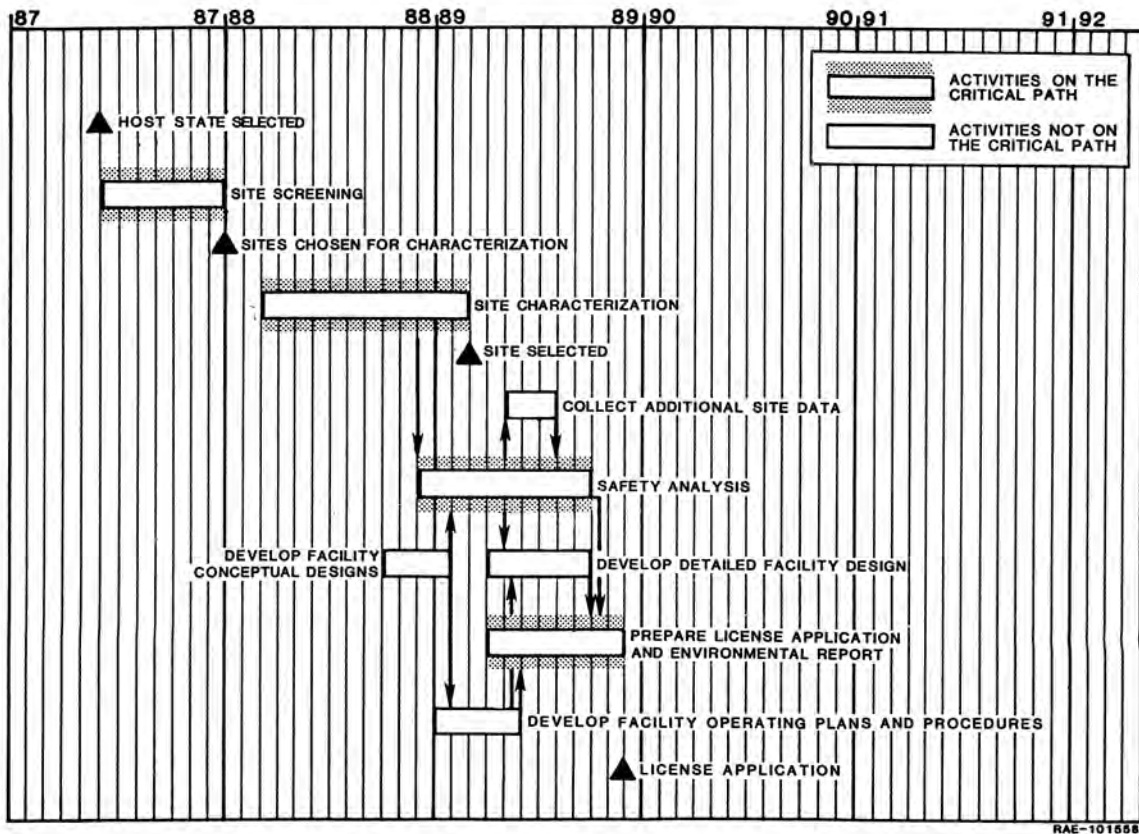 87 87 88 88 89 89 90 90 91 91 92
ACTIVITIES ON THE
CRITICAL PATH
ACTIVITIES NOT ON
THE CRITICAL PATH
HOST STATE SELECTED
SITE SCREENING
SITES CHOSEN FOR CHARACTERIZATION
SITE CHARACTERIZATION
SITE SELECTED
COLLECT ADDITIONAL SITE DATA
SAFETY ANALYSIS
DEVELOP FACILITY
CONCEPTUAL DESIGNS
DEVELOP DETAILED FACILITY DESIGN
PREPARE LICENSE APPLICATION
AND ENVIRONMENTAL REPORT
DEVELOP FACILITY OPERATING PLANS AND PROCEDURES
LICENSE APPLICATION